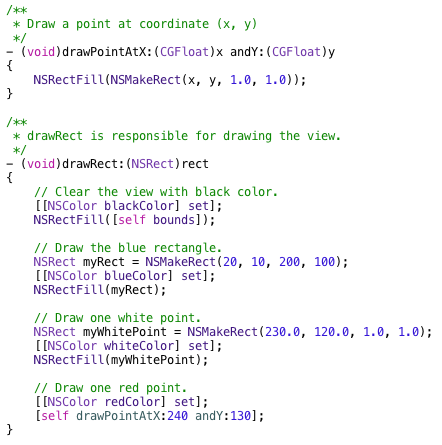 /**
 * Draw a point at coordinate (x, y)
 */
- (void)drawPointAtX:(CGFloat)x andY:(CGFloat)y
{
    NSRectFill(NSMakeRect(x, y, 1.0, 1.0));
}

/**
 * drawRect is responsible for drawing the view.
 */
- (void)drawRect:(NSRect)rect
{
    // Clear the view with black color.
    [[NSColor blackColor] set];
    NSRectFill([self bounds]);

    // Draw the blue rectangle.
    NSRect myRect = NSMakeRect(20, 10, 200, 100);
    [[NSColor blueColor] set];
    NSRectFill(myRect);

    // Draw one white point.
    NSRect myWhitePoint = NSMakeRect(230.0, 120.0, 1.0, 1.0);
    [[NSColor whiteColor] set];
    NSRectFill(myWhitePoint);

    // Draw one red point.
    [[NSColor redColor] set];
    [self drawPointAtX:240 andY:130];
}